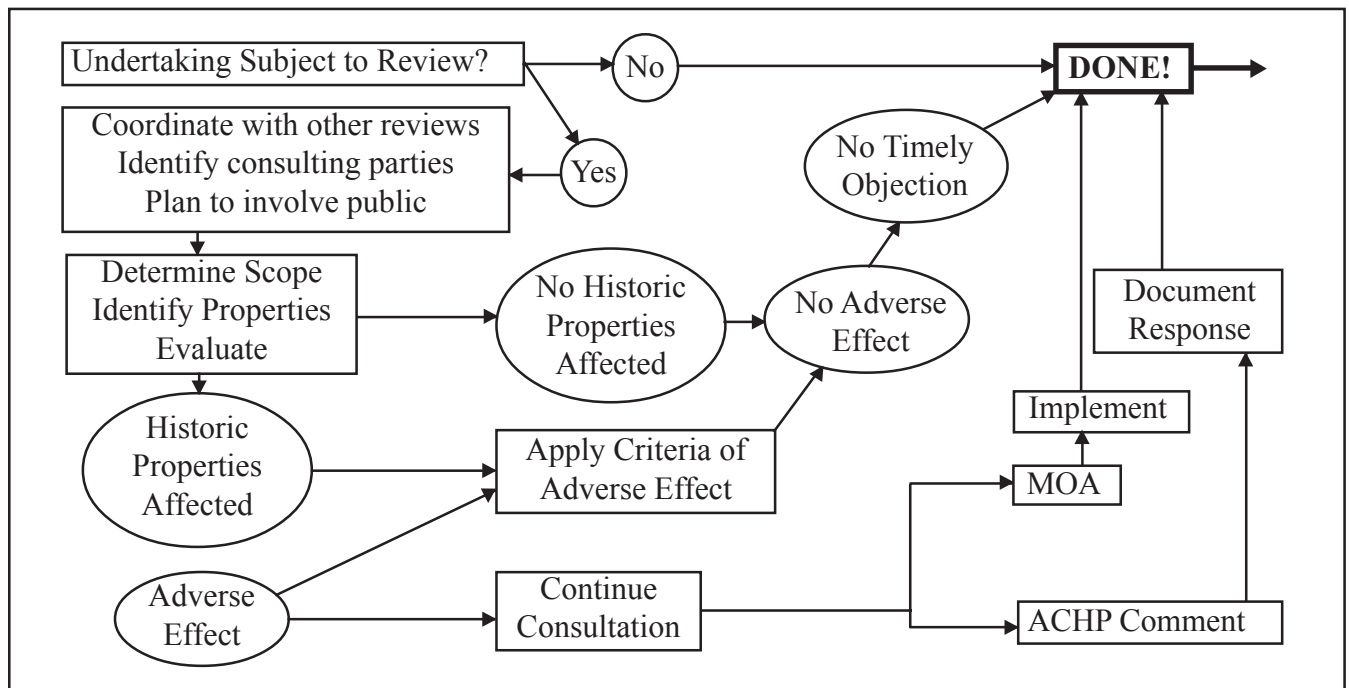 Undertaking Subject to Review?
No
DONE!
Coordinate with other reviews
Identify consulting parties
Plan to involve public
Yes
No Timely
Objection
Determine Scope
Identify Properties
Evaluate
No Historic
Properties
Affected
No Adverse
Effect
Document
Response
Historic
Properties
Affected
Apply Criteria of
Adverse Effect
Implement
MOA
Adverse
Effect
Continue
Consultation
ACHP Comment